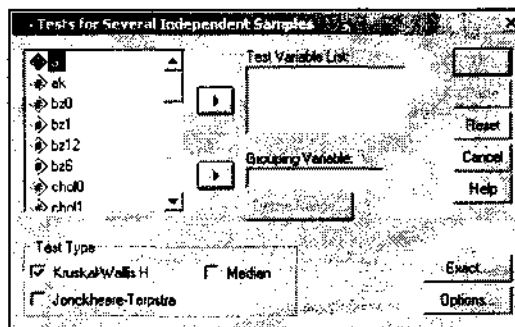 Tests for Several Independent Samples
a
ak
bz0
bz1
bz12
bz6
chol0
chol1
Test Variable List:
Grouping Variable:
Reset
Cancel
Help
Test Type
Kruskal-Wallis H
Median
Jonckheere-Terpstra
Exact...
Options...